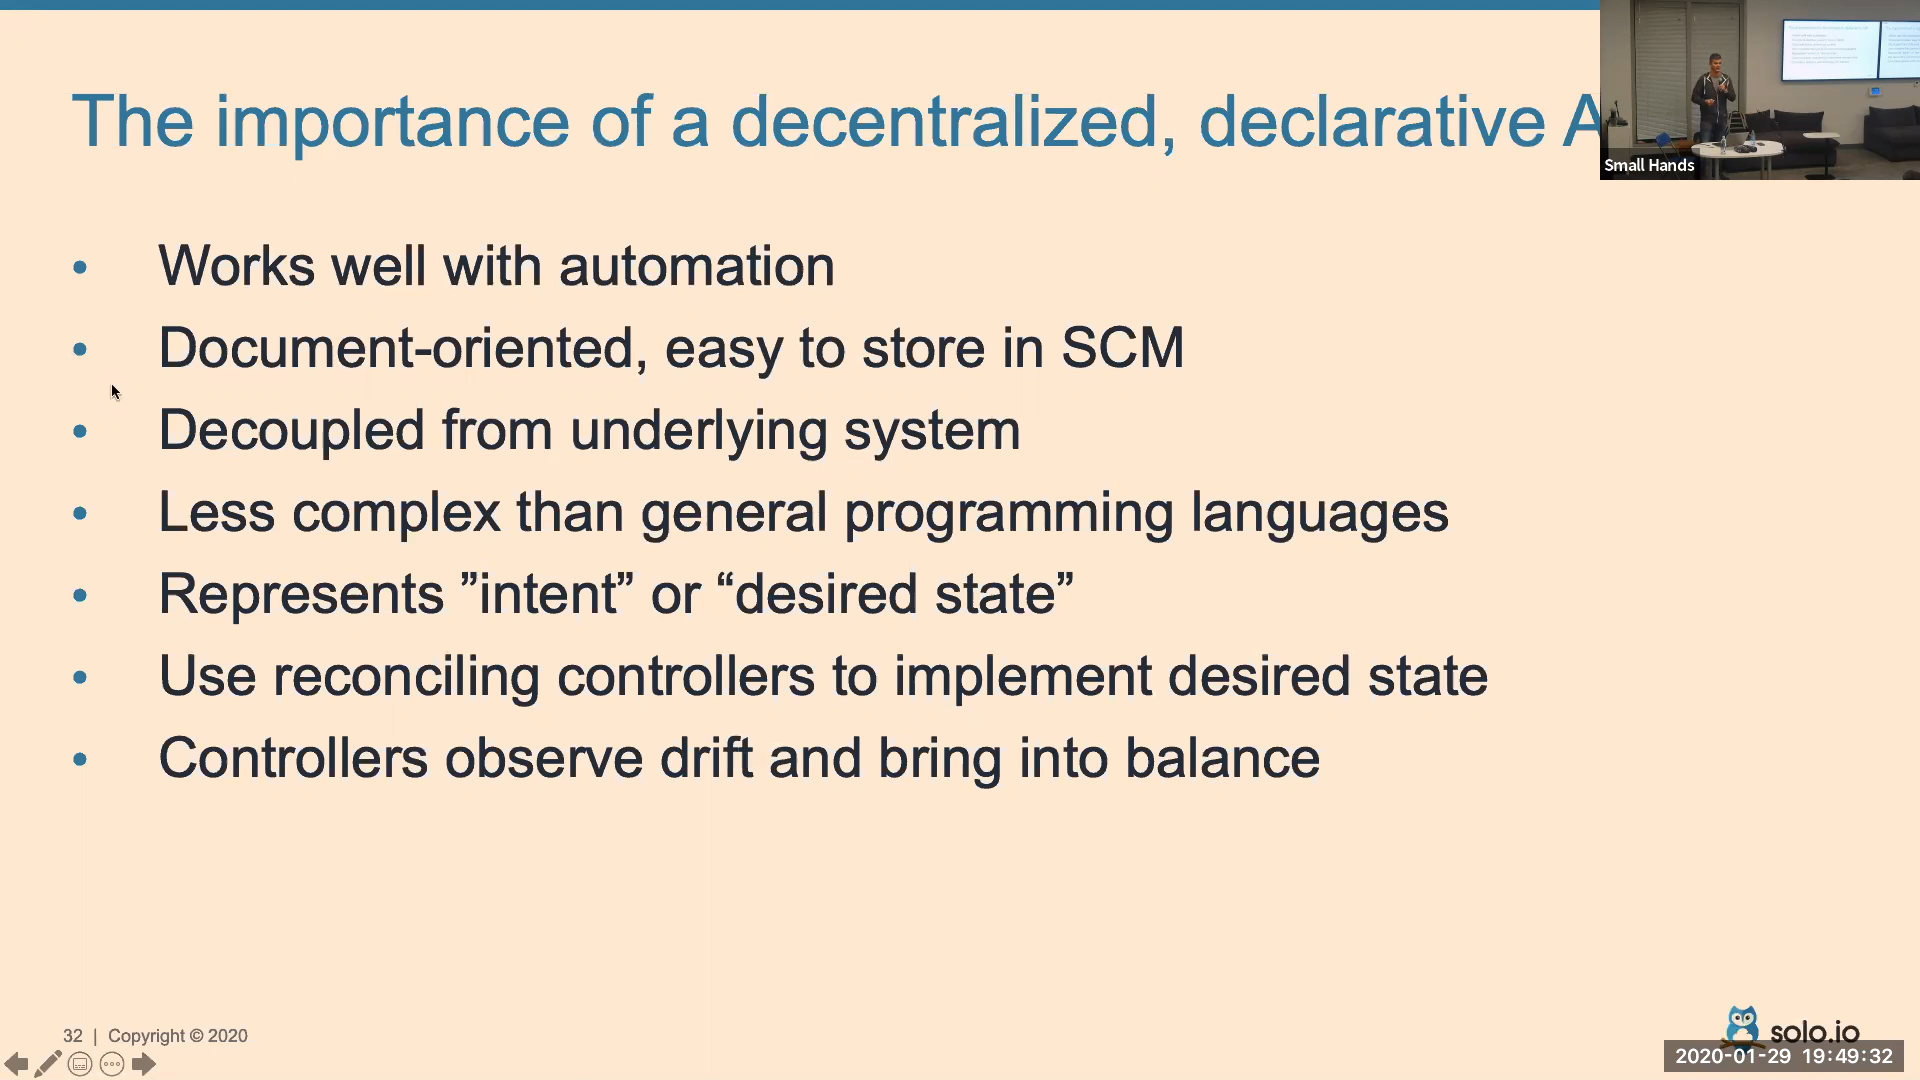 The importance of a decentralized, declarative A
Small Hands
• Works well with automation
• Document-oriented, easy to store in SCM
• Decoupled from underlying system
• Less complex than general programming languages
• Represents ”intent” or “desired state”
• Use reconciling controllers to implement desired state
• Controllers observe drift and bring into balance
32 | Copyright © 2020
solo.io
2020-01-29 19:49:32